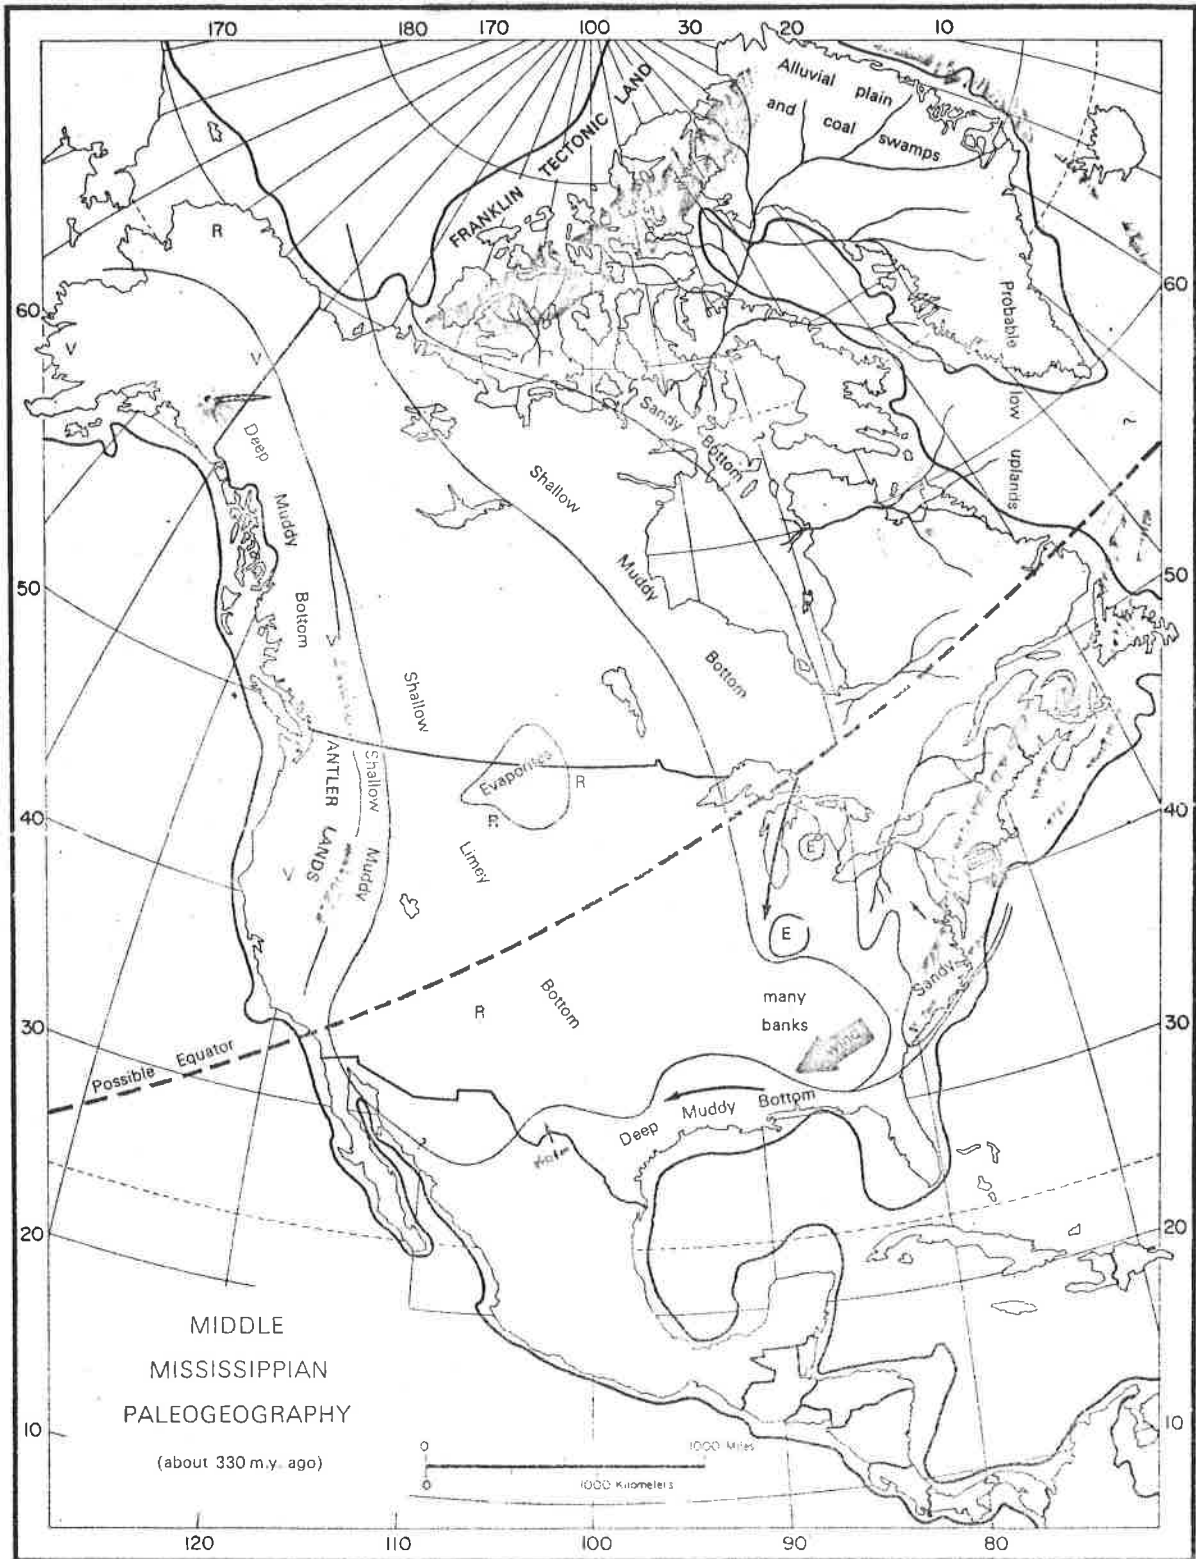 170 180 170 100 30 20 10
Alluvial plain
and coal swamps
FRANKLIN TECTONIC LAND
R
60
60
V
V
Probable low uplands
Deep Muddy Bottom
Sandy Bottom
Shallow Muddy Bottom
50
50
V
Shallow Limey Bottom
ANTLER LANDS
Shallow Muddy
Evaporites
R
R
40
40
E
V
E
Sandy
many
banks
R
Wind
30
30
Possible Equator
Deep Muddy Bottom
20
20
MIDDLE
MISSISSIPPIAN
PALEOGEOGRAPHY
(about 330 m.y. ago)
10
10
0 1000 Miles
0 1000 Kilometers
120 110 100 90 80